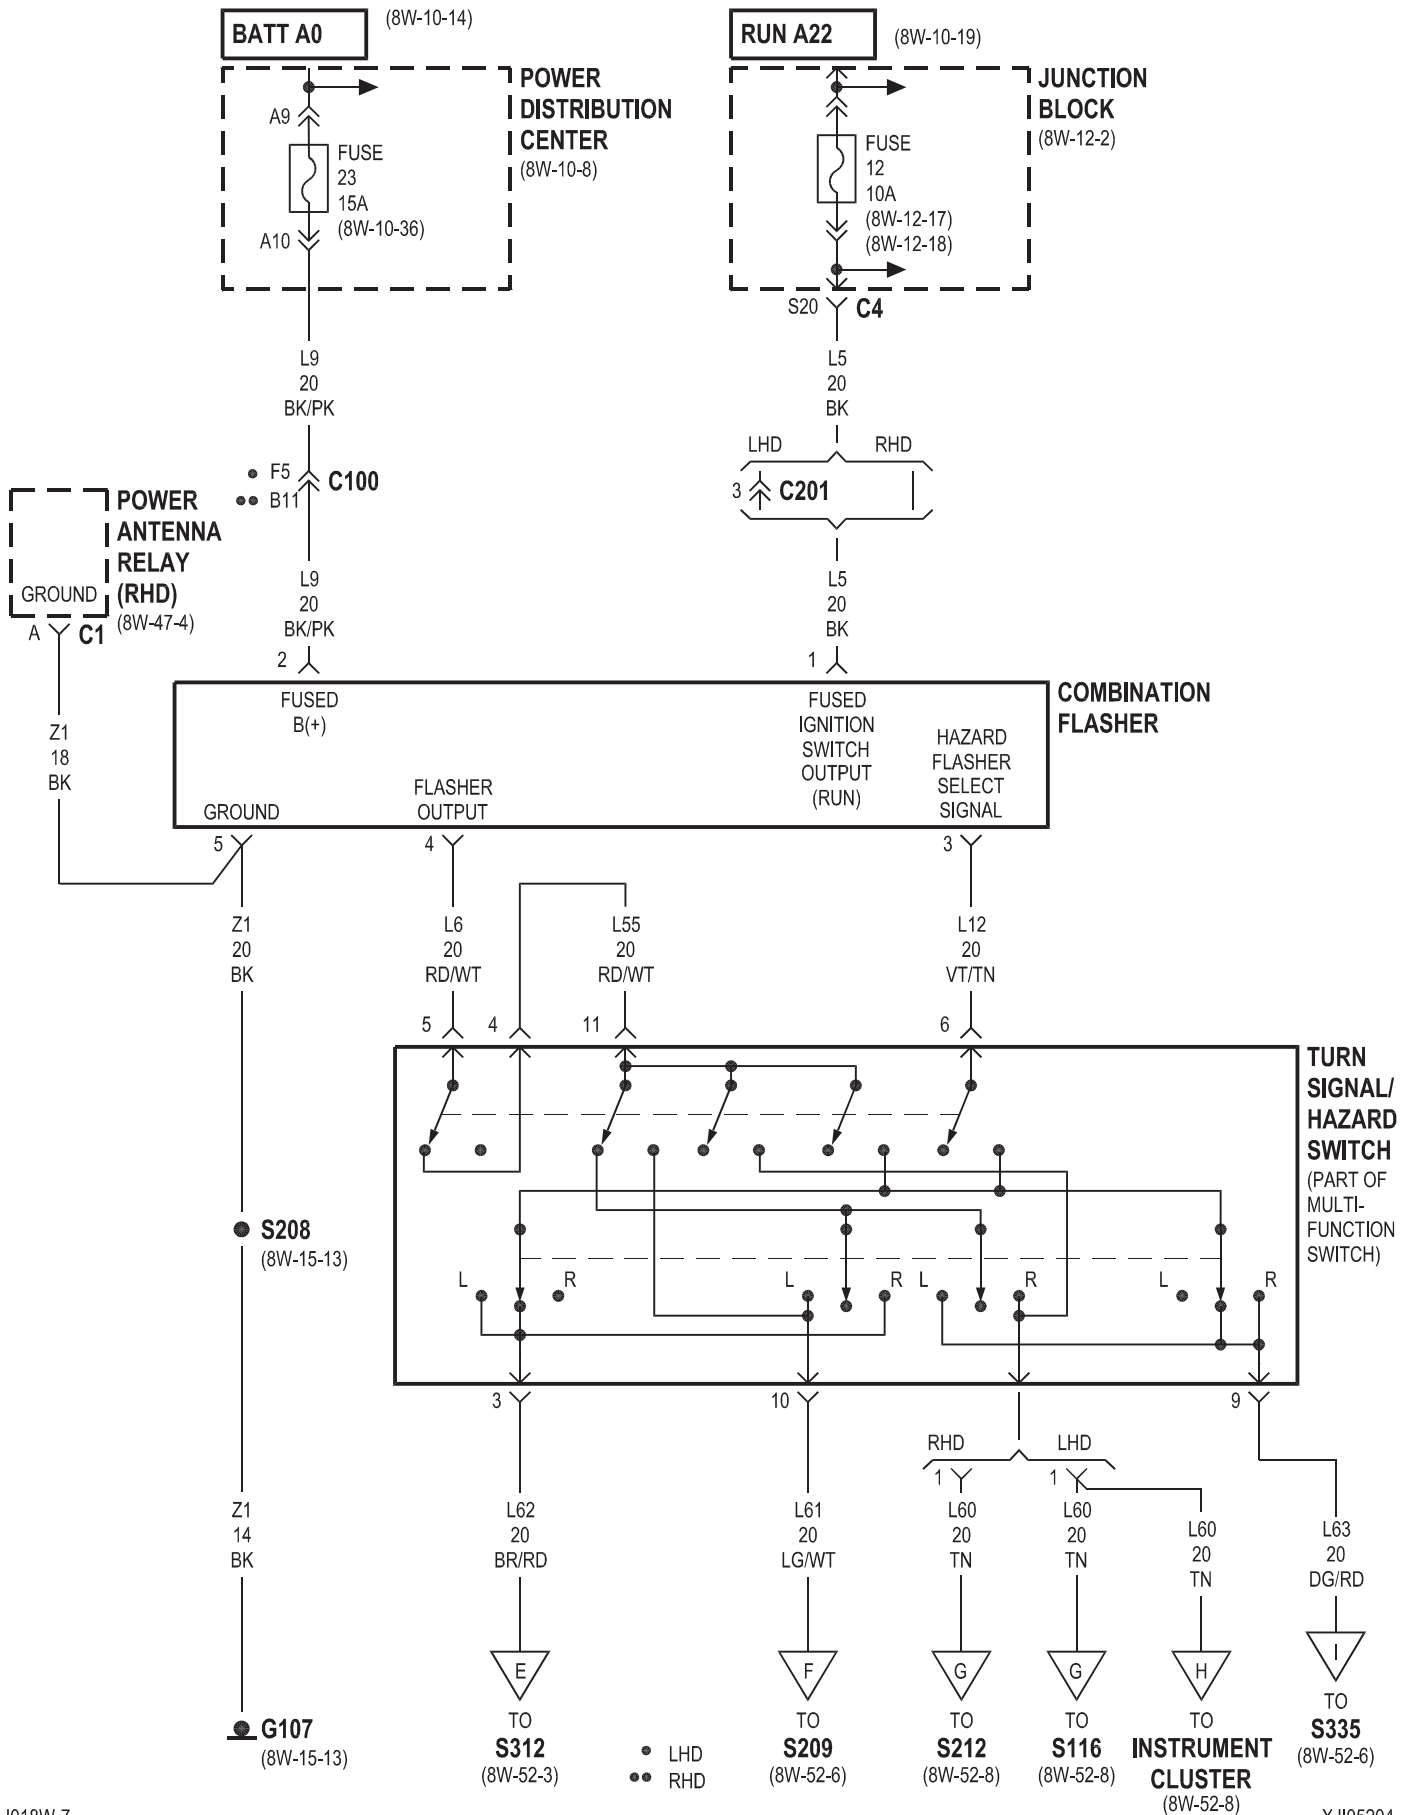 BATT A0
(8W-10-14)
RUN A22
(8W-10-19)
POWER
DISTRIBUTION
CENTER
(8W-10-8)
A9
FUSE
23
15A
(8W-10-36)
A10
JUNCTION
BLOCK
(8W-12-2)
FUSE
12
10A
(8W-12-17)
(8W-12-18)
S20
C4
L9
20
BK/PK
L5
20
BK
LHD
RHD
3
C201
F5
B11
C100
POWER
ANTENNA
RELAY
(RHD)
(8W-47-4)
GROUND
A
C1
L9
20
BK/PK
L5
20
BK
2
1
FUSED
B(+)
FUSED
IGNITION
SWITCH
OUTPUT
(RUN)
HAZARD
FLASHER
SELECT
SIGNAL
COMBINATION
FLASHER
GROUND
FLASHER
OUTPUT
Z1
18
BK
5
4
3
Z1
20
BK
L6
20
RD/WT
L55
20
RD/WT
L12
20
VT/TN
5
4
11
6
TURN
SIGNAL/
HAZARD
SWITCH
(PART OF
MULTI-
FUNCTION
SWITCH)
S208
(8W-15-13)
L
R
L
R
L
R
L
R
3
10
9
RHD
LHD
1
1
Z1
14
BK
L62
20
BR/RD
L61
20
LG/WT
L60
20
TN
L60
20
TN
L60
20
TN
L63
20
DG/RD
E
F
G
G
H
I
G107
(8W-15-13)
TO
S312
(8W-52-3)
LHD
RHD
TO
S209
(8W-52-6)
TO
S212
(8W-52-8)
TO
S116
(8W-52-8)
TO
INSTRUMENT
CLUSTER
(8W-52-8)
TO
S335
(8W-52-6)